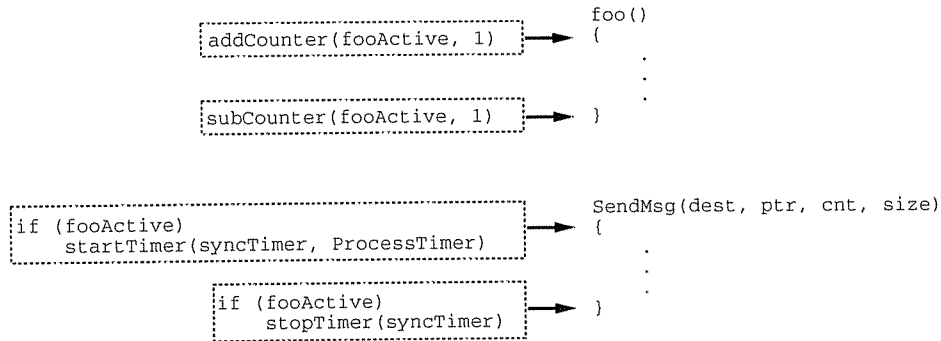 foo()
addCounter(fooActive, 1)
{
.
.
.
subCounter(fooActive, 1)
}
SendMsg(dest, ptr, cnt, size)
if (fooActive)
{
startTimer(syncTimer, ProcessTimer)
.
.
.
if (fooActive)
}
stopTimer(syncTimer)